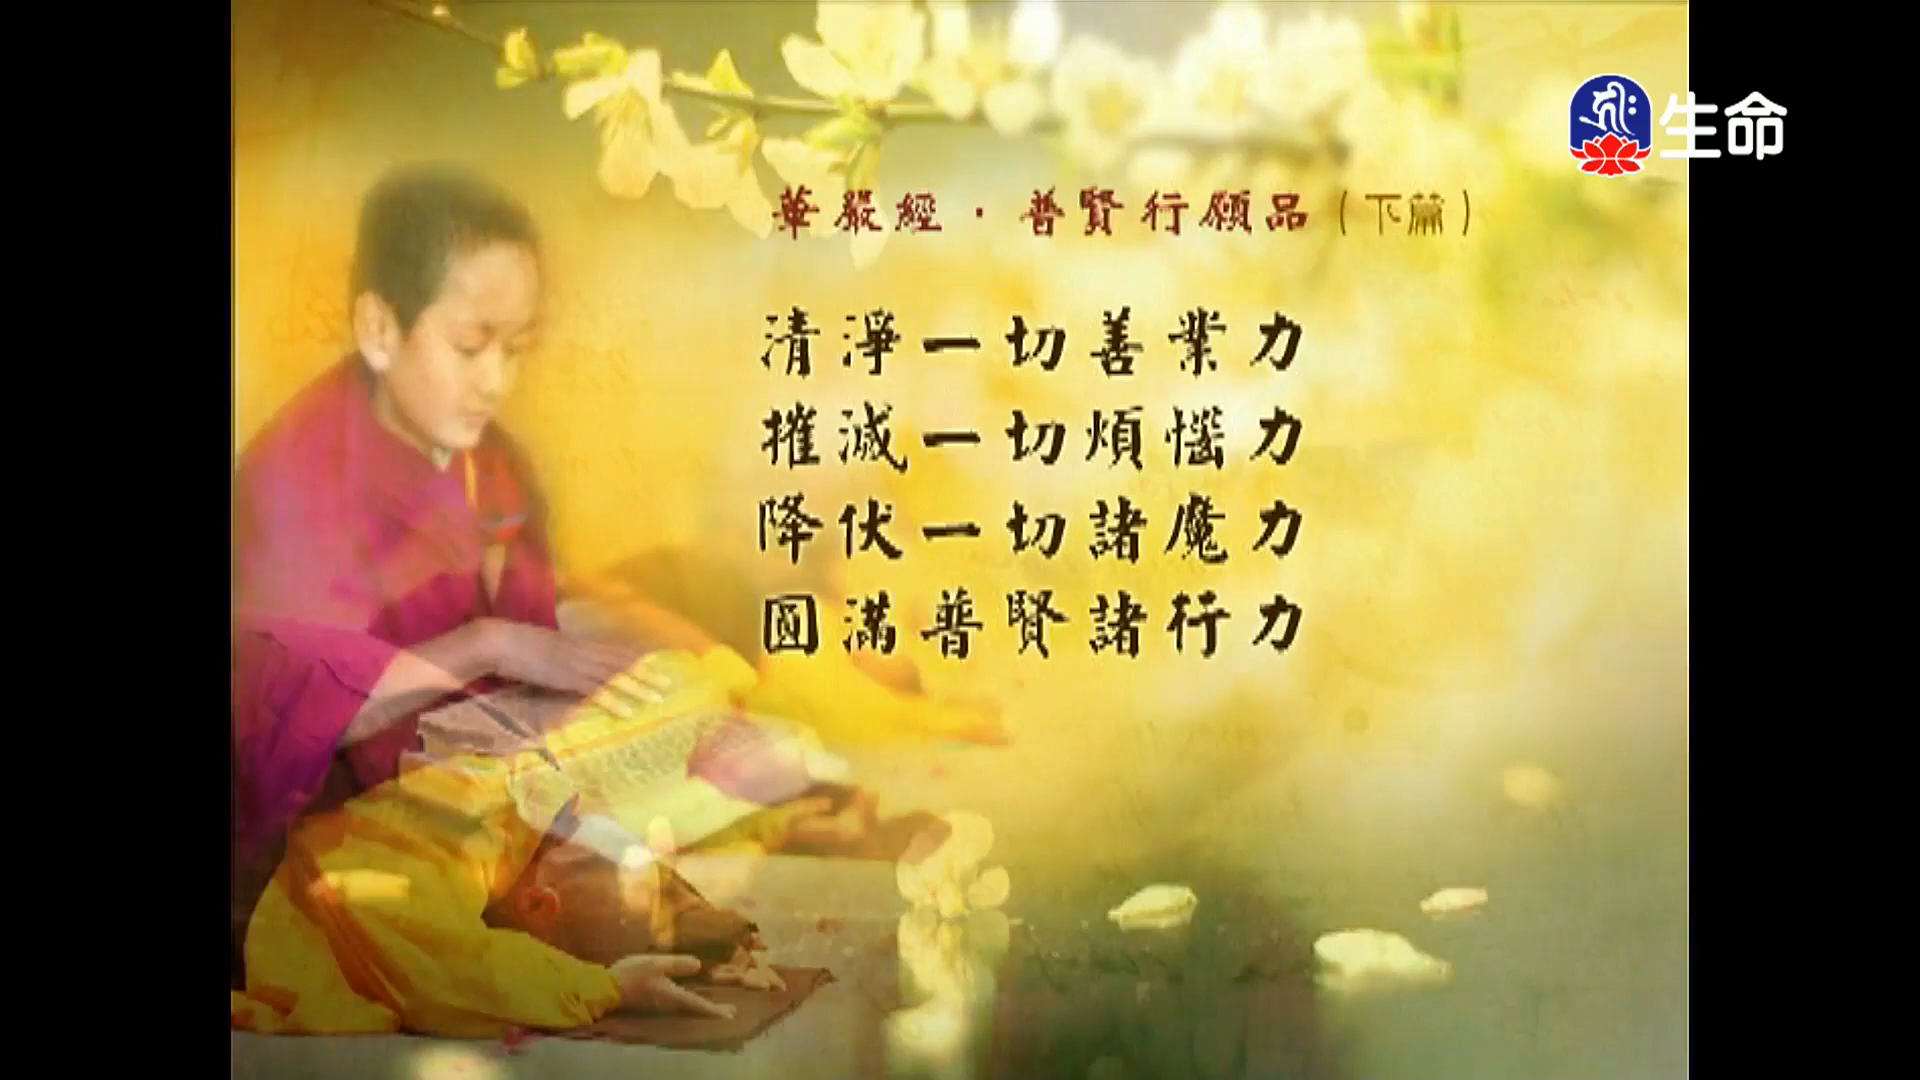 生命
華嚴經·普賢行願品(下篇)
清淨一切善業力
摧滅一切煩惱力
降伏一切諸魔力
圓滿普賢諸行力